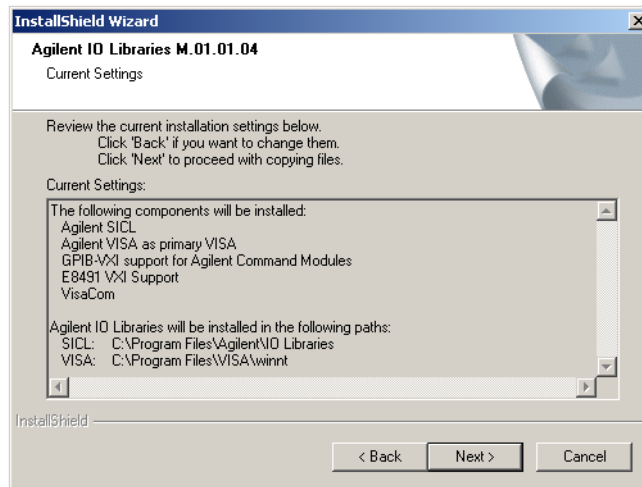 InstallShield Wizard
Agilent IO Libraries M.01.01.04
Current Settings
Review the current installation settings below.
Click 'Back' if you want to change them.
Click 'Next' to proceed with copying files.
Current Settings:
The following components will be installed:
Agilent SICL
Agilent VISA as primary VISA
GPIB-VXI support for Agilent Command Modules
E8491 VXI Support
VisaCom
Agilent IO Libraries will be installed in the following paths:
SICL: C:\Program Files\Agilent\IO Libraries
VISA: C:\Program Files\VISA\winnt
InstallShield
< Back
Next >
Cancel